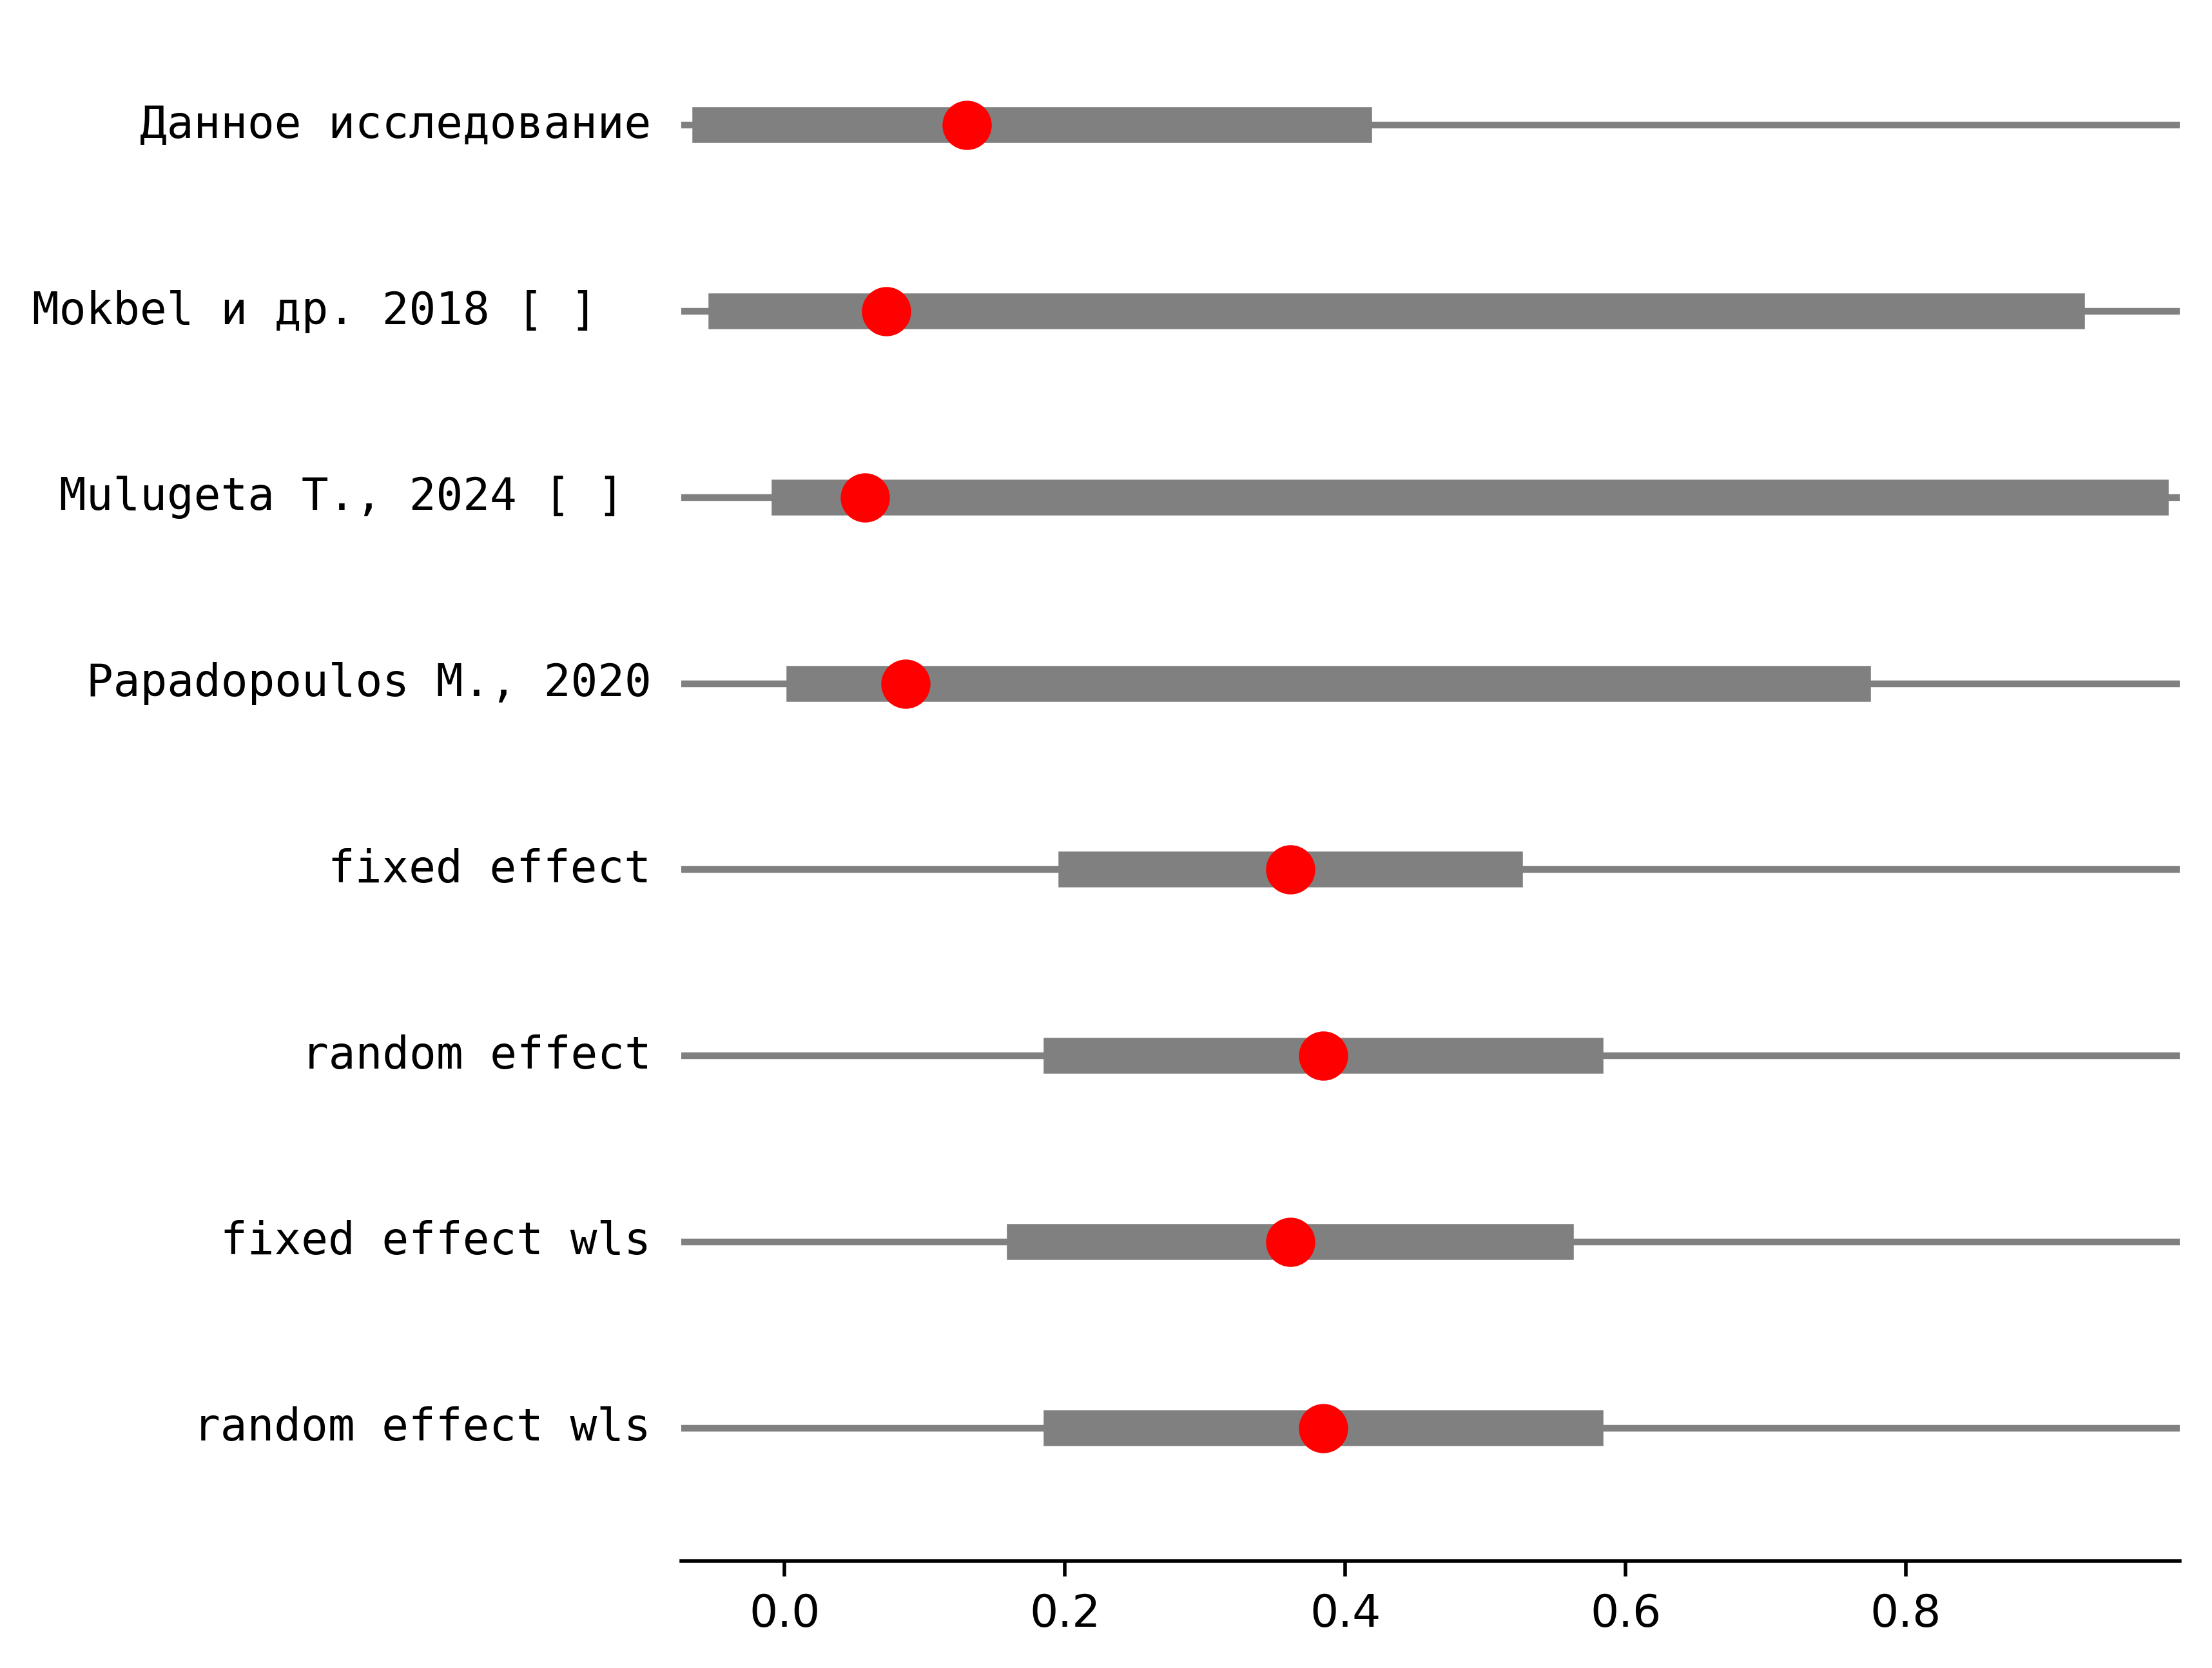 Данное исследование
Mokbel и др. 2018 [ ]
Mulugeta T., 2024 [ ]
Papadopoulos M., 2020
fixed effect
random effect
fixed effect wls
random effect wls
0.0 0.2 0.4 0.6 0.8